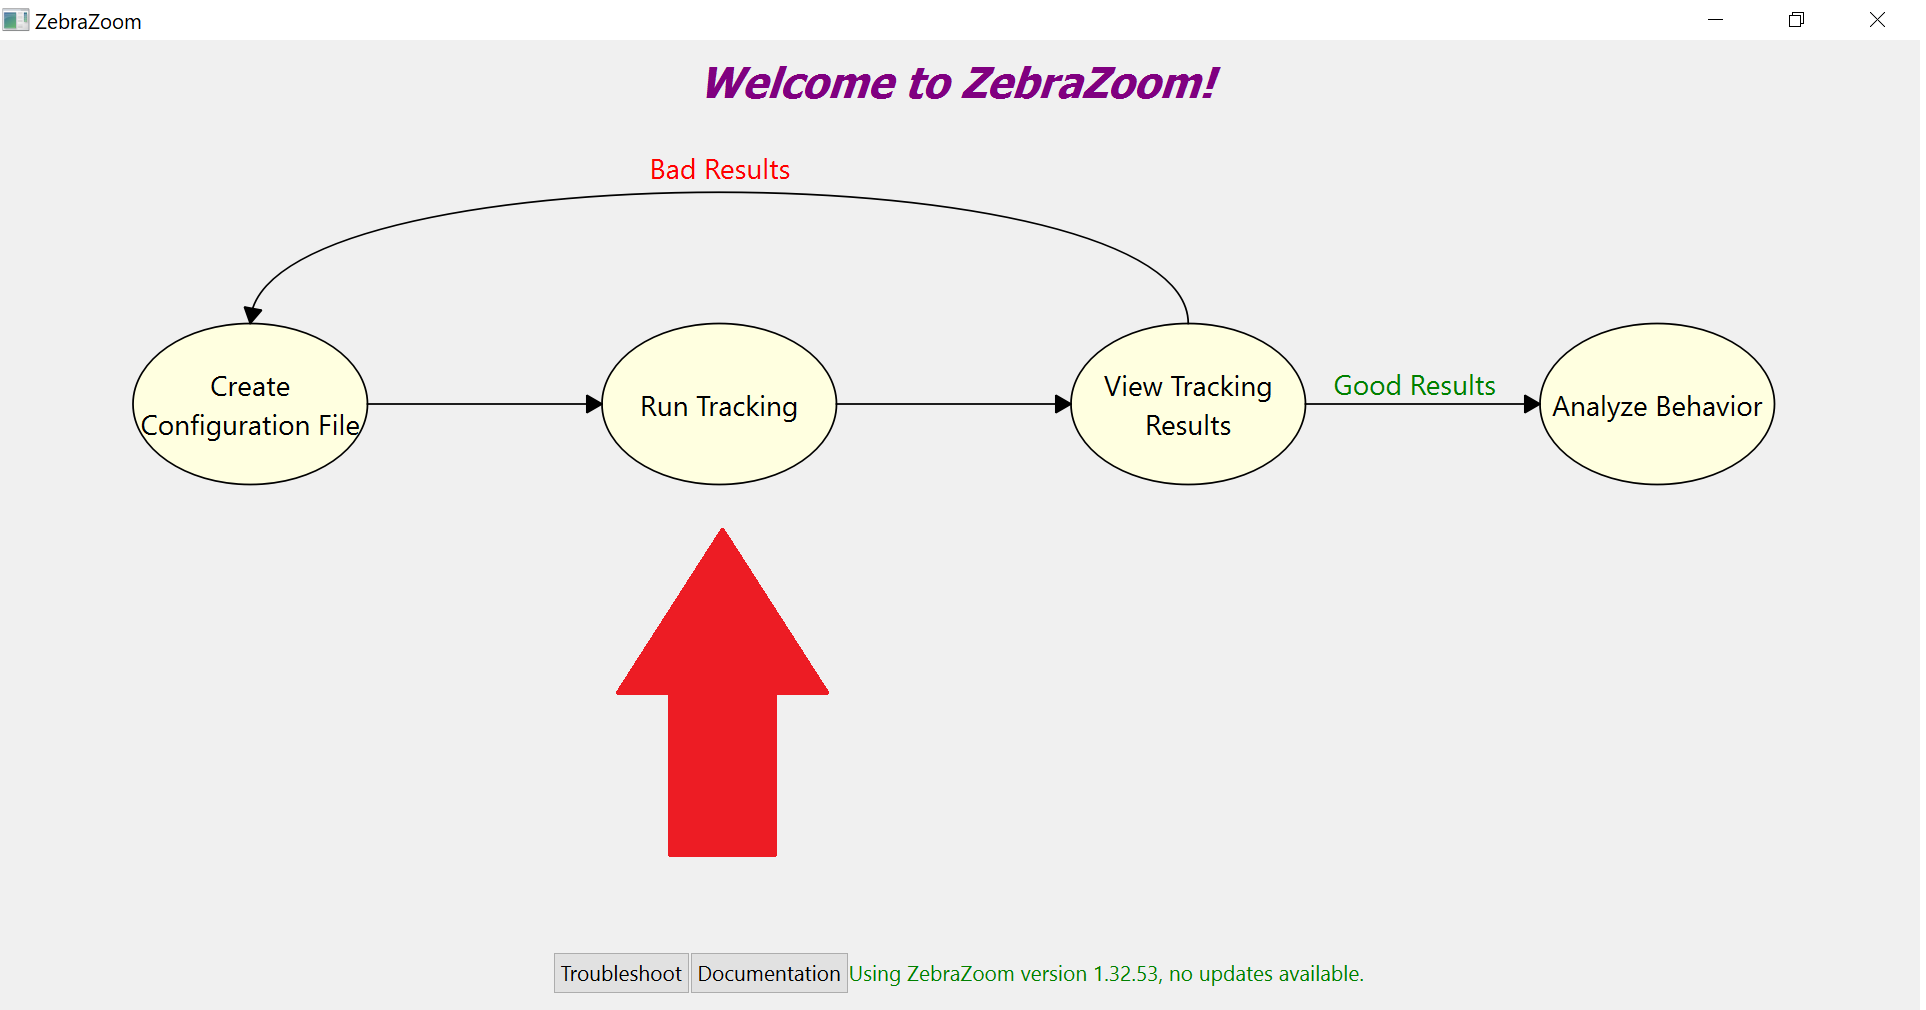 ZebraZoom
Welcome to ZebraZoom!
Bad Results
Create
Configuration File
Run Tracking
View Tracking
Results
Good Results
Analyze Behavior
Troubleshoot
Documentation
Using ZebraZoom version 1.32.53, no updates available.